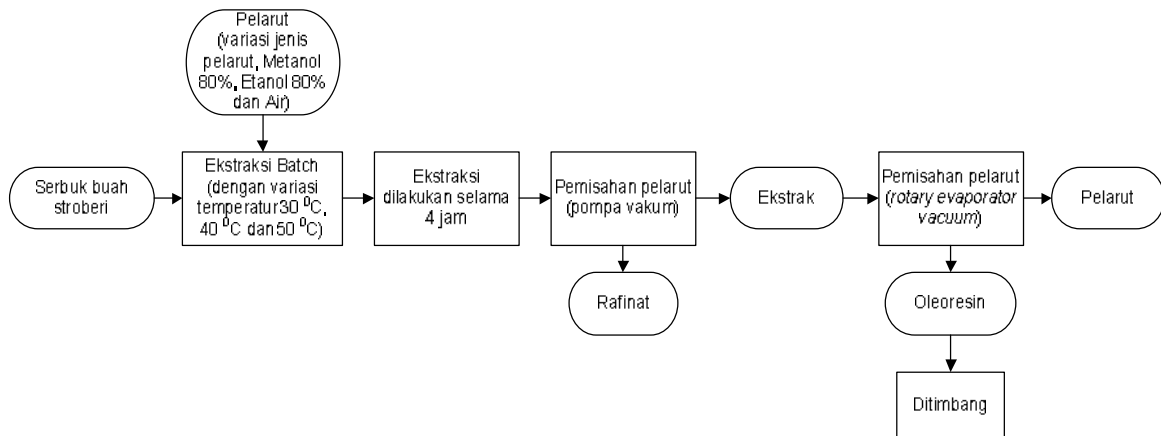 Pelarut
(variasi jenis
pelarut, Metanol
80%, Etanol 80%
dan Air)
Serbuk buah
stroberi
Ekstraksi Batch
(dengan variasi
temperatur 30 ⁰C,
40 ⁰C dan 50 ⁰C)
Ekstraksi
dilakukan selama
4 jam
Pemisahan pelarut
(pompa vakum)
Ekstrak
Pemisahan pelarut
(rotary evaporator
vacuum)
Pelarut
Rafinat
Oleoresin
Ditimbang